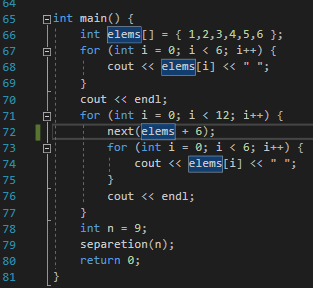 64
65 int main() {
66 int elems[] = { 1,2,3,4,5,6 };
67 for (int i = 0; i < 6; i++) {
68 cout << elems[i] << " ";
69 }
70 cout << endl;
71 for (int i = 0; i < 12; i++) {
72 next(elems + 6);
73 for (int i = 0; i < 6; i++) {
74 cout << elems[i] << " ";
75 }
76 cout << endl;
77 }
78 int n = 9;
79 separetion(n);
80 return 0;
81 }